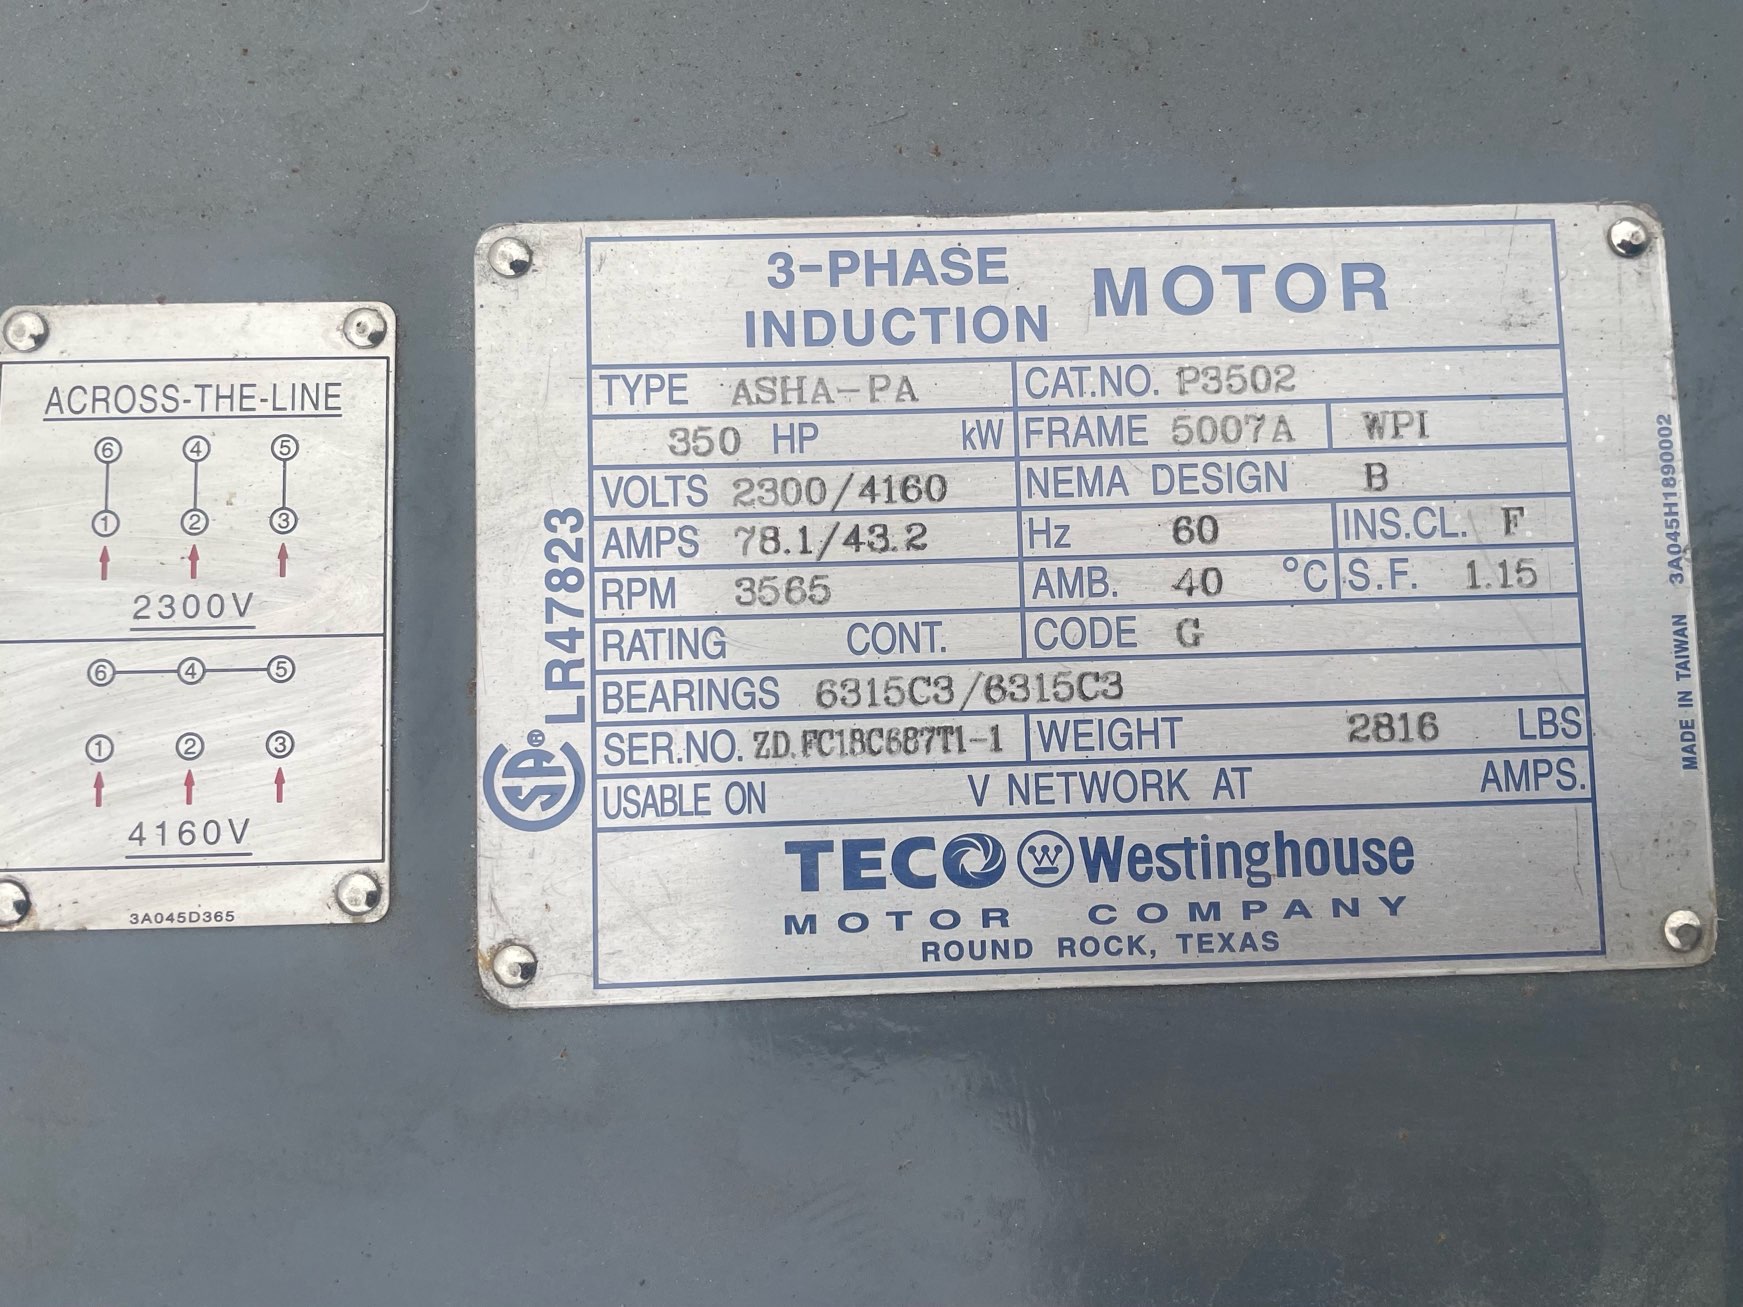 ACROSS-THE-LINE
6 4 5
1 2 3
2300V
6 4 5
1 2 3
4160V
3A045D365
3-PHASE
INDUCTION MOTOR
TYPE ASHA-PA CAT.NO. P3502
350 HP kW FRAME 5007A WPI
VOLTS 2300/4160 NEMA DESIGN B
AMPS 78.1/43.2 Hz 60 INS.CL. F
RPM 3565 AMB. 40 °C S.F. 1.15
RATING CONT. CODE G
BEARINGS 6315C3/6315C3
SER.NO. ZD.FC18C687T1-1 WEIGHT 2816 LBS
USABLE ON V NETWORK AT AMPS.
TECO W Westinghouse
MOTOR COMPANY
ROUND ROCK, TEXAS
SA® LR47823
MADE IN TAIWAN 3A045H1890002